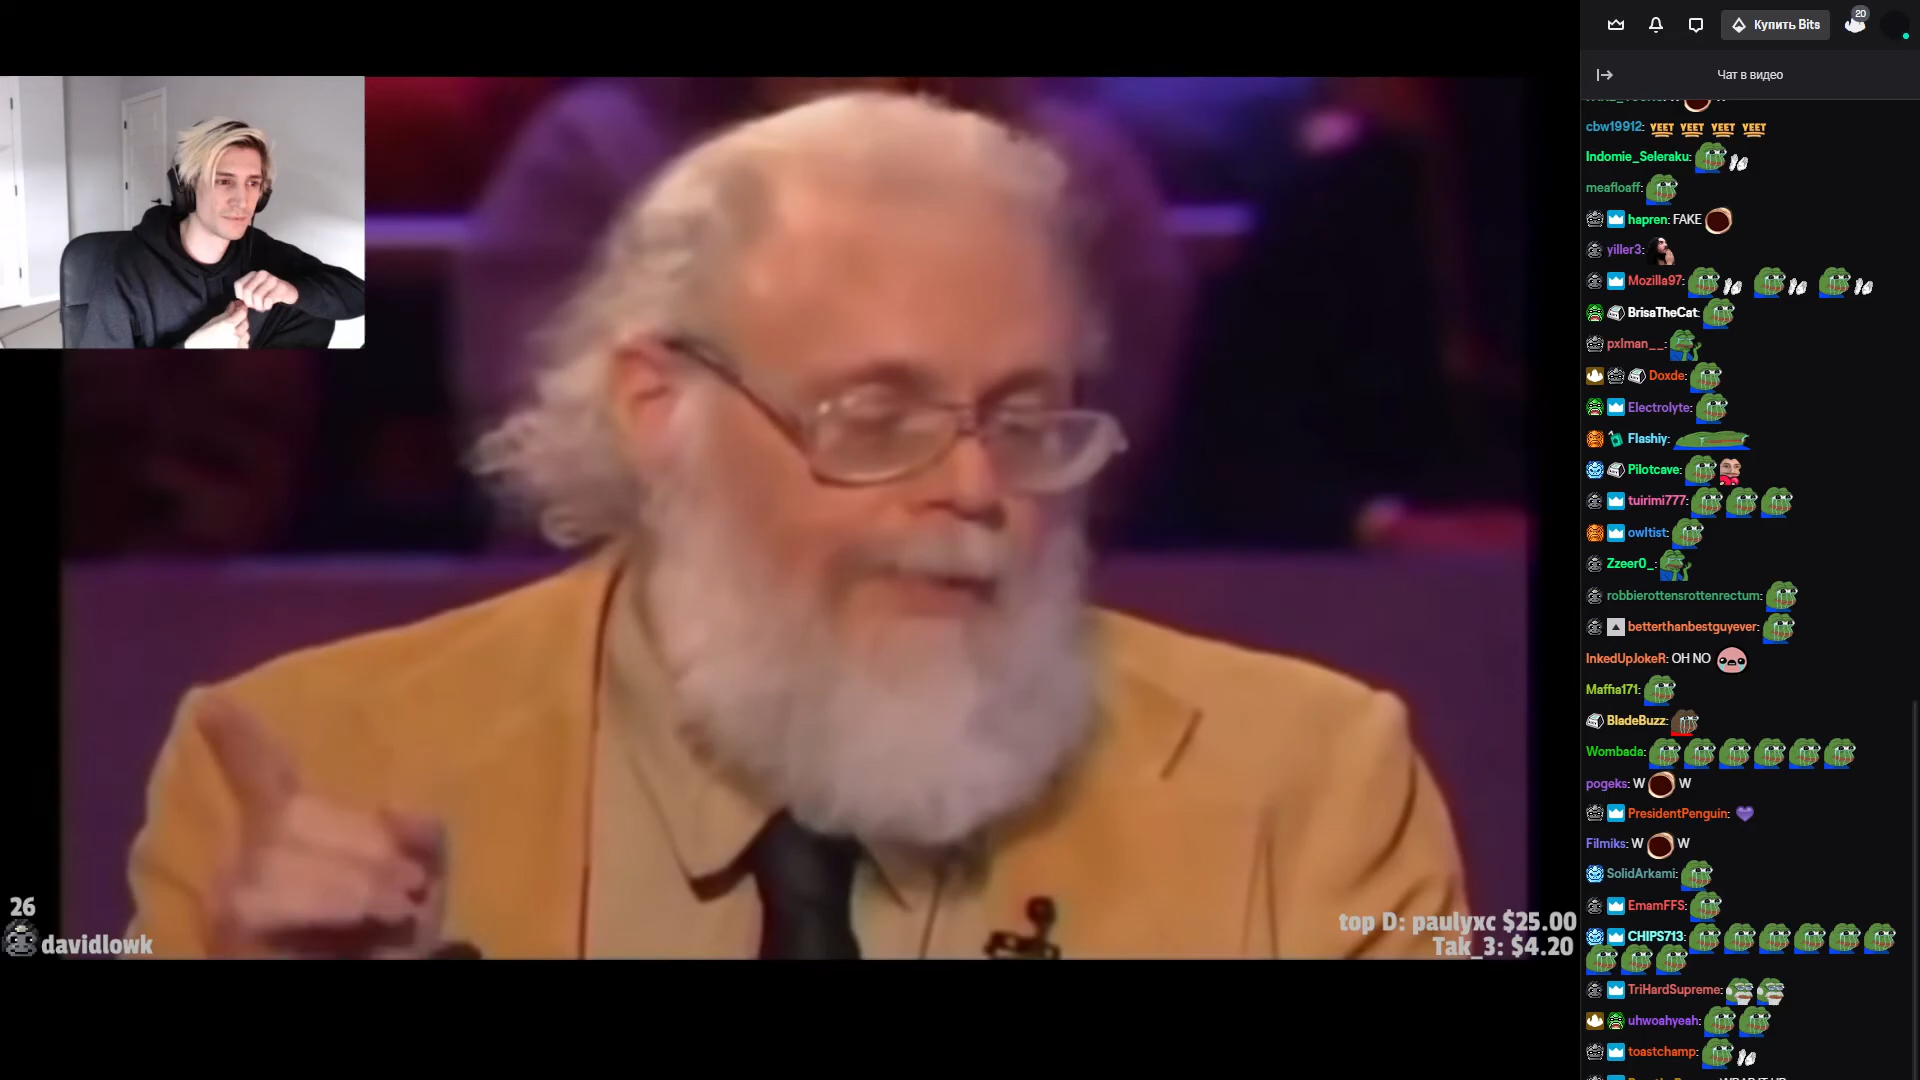 20
Купить Bits
Чат в видео
cbw19912: YEET YEET YEET YEET
Indomie_Seleraku:
meafloaff:
hapren: FAKE
yiller3:
Mozilla97:
BrisaTheCat:
pxlman__:
Doxde:
Electrolyte:
Flashiy:
Pilotcave:
tuirimi777:
owltist:
Zzeer0_:
robbierottensrottenrectum:
betterthanbestguyever:
InkedUpJokeR: OH NO
Maffia171:
BladeBuzz:
Wombada:
pogeks: W W
PresidentPenguin:
Filmiks: W W
SolidArkami:
EmamFFS:
CHIPS713:
TriHardSupreme:
uhwoahyeah:
toastchamp:
26
davidlowk
top D: paulyxc $25.00
Tak_3: $4.20